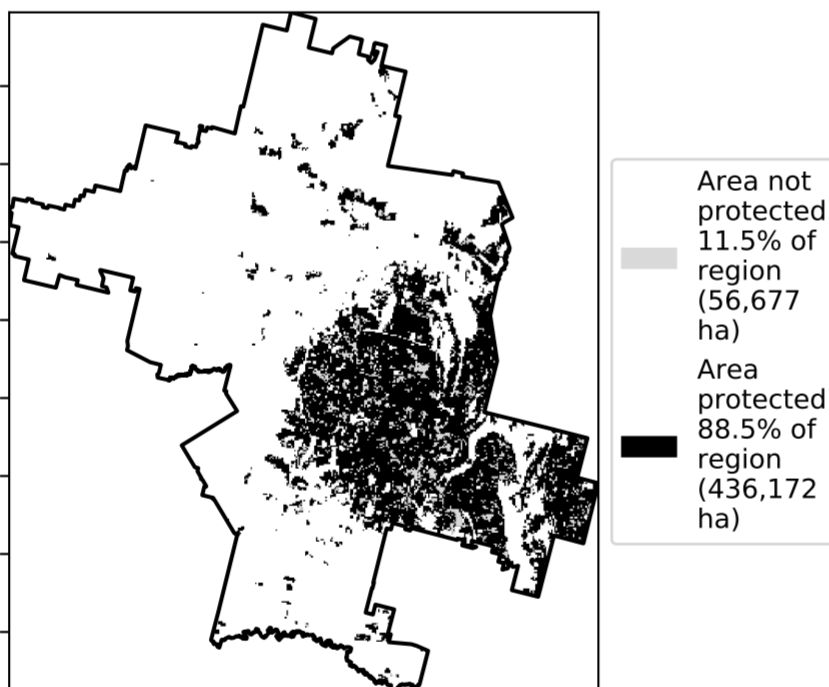 Area not
protected
11.5% of
region
(56,677
ha)
Area
protected
88.5% of
region
(436,172
ha)